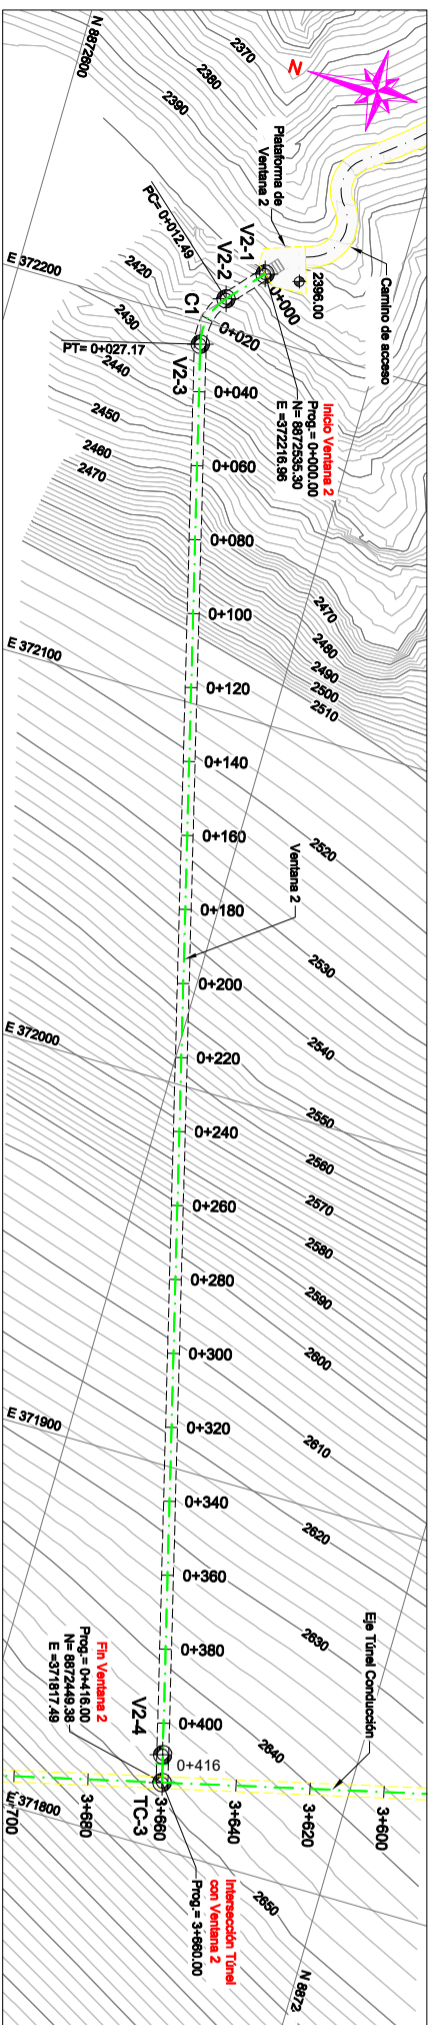 N 8872600
2370
2380
2390
N
Plataforma de
Ventana 2
Camino de acceso
2396.00
E 372200
PC= 0+012.49
V2-1
V2-2
C1
V2-3
PT= 0+027.17
2420
2430
2440
2450
2460
2470
Inicio Ventana 2
Prog.= 0+000.00
N= 8872535.30
E =372216.96
0+000
0+020
0+040
0+060
0+080
0+100
0+120
0+140
0+160
0+180
0+200
0+220
0+240
0+260
0+280
0+300
0+320
0+340
0+360
0+380
0+400
0+416
2470
2480
2490
2500
2510
E 372100
2520
Ventana 2
2530
2540
E 372000
2550
2560
2570
2580
2590
2600
E 371900
2610
2620
2630
Eje Túnel Conducción
2640
Fin Ventana 2
Prog.= 0+416.00
N= 8872449.39
E =371817.49
V2-4
TC-3
3+600
3+620
3+640
3+660
3+680
E 371800
Intersección Túnel
con Ventana 2
Prog.= 3+660.00
2650
N 8872